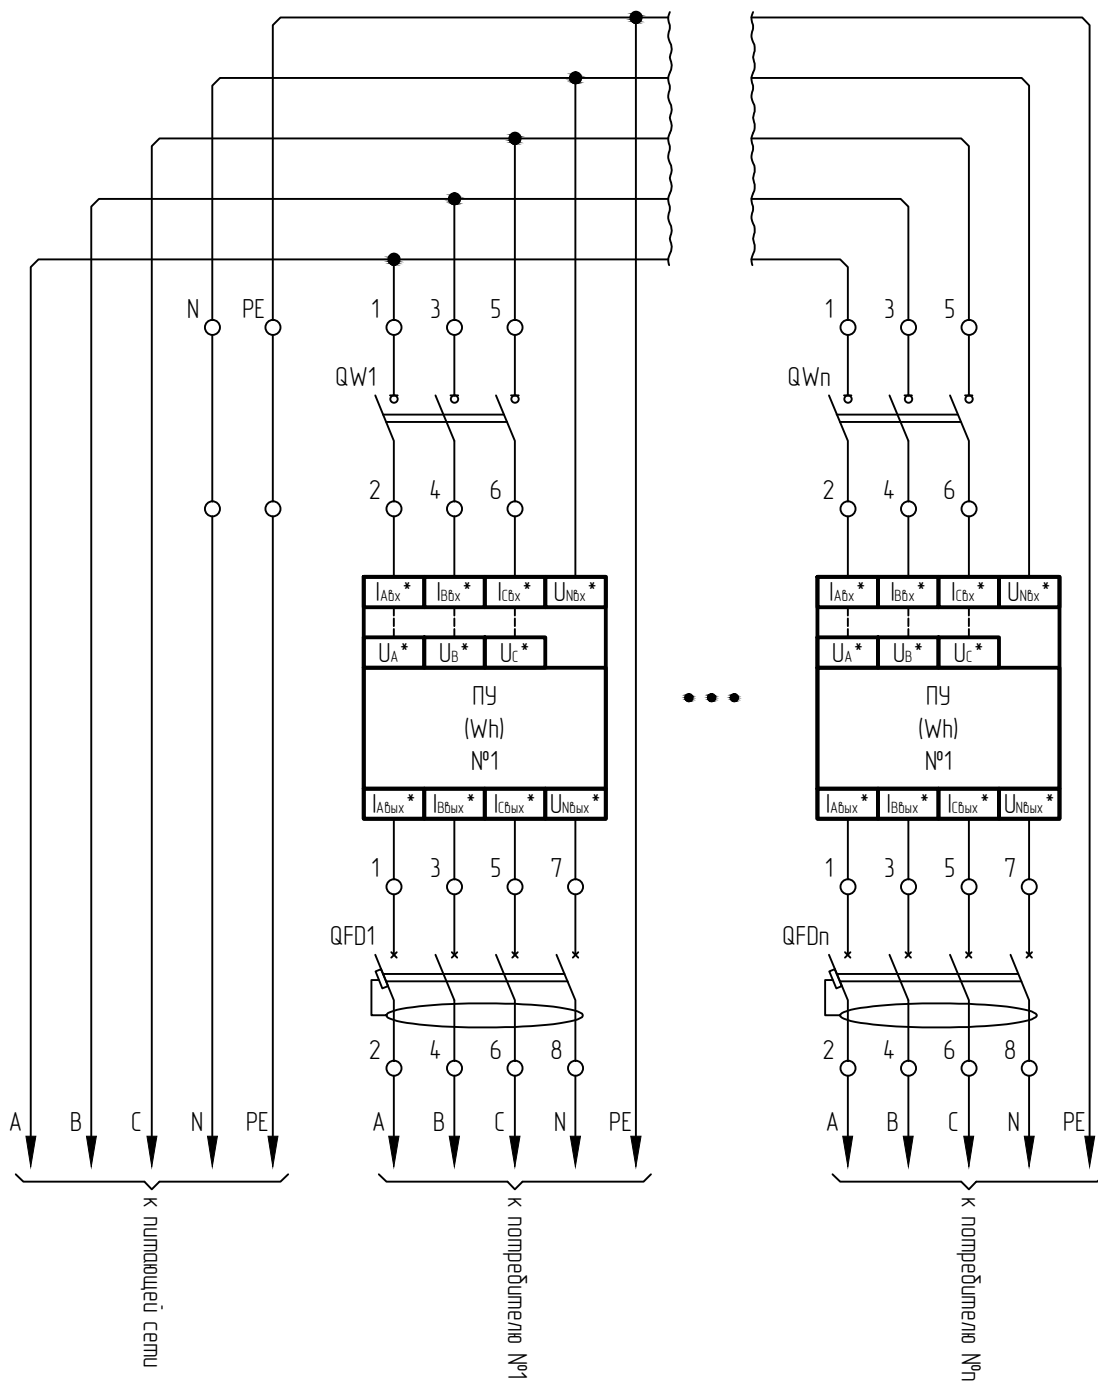 N PE 1 3 5 1 3 5
QW1 QWn
2 4 6 2 4 6
IAвх* IBвх* ICвх* UNвх* IAвх* IBвх* ICвх* UNвх*
UA* UB* UC* UA* UB* UC*
ПУ ПУ
(Wh) (Wh)
№1 №1
IAвых* IBвых* ICвых* UNвых* IAвых* IBвых* ICвых* UNвых*
1 3 5 7 1 3 5 7
QFD1 QFDn
2 4 6 8 2 4 6 8
A B C N PE A B C N PE A B C N PE
к питающей сети
к потребителю №1
к потребителю №n